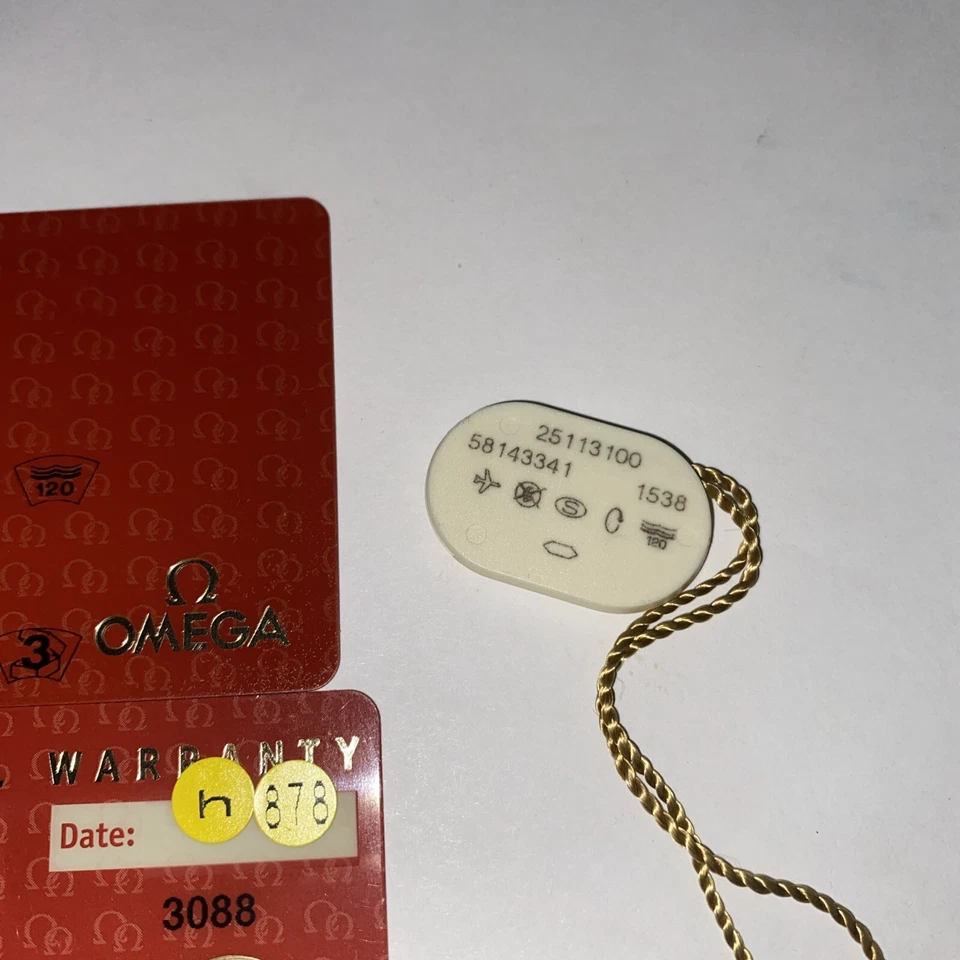 120
3
Ω
OMEGA
WARRANTY
h
878
Date:
3088
25113100
58143341
1538
S
120